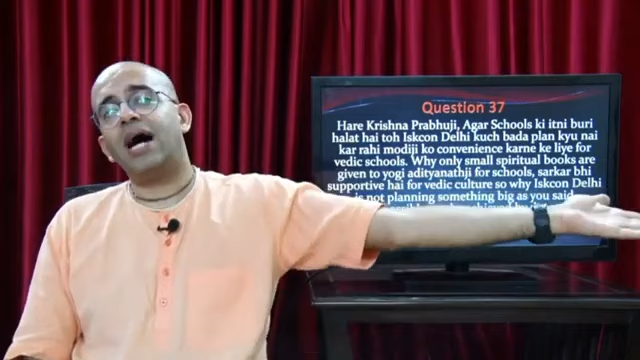 Question 37
Hare Krishna Prabhuji, Agar Schools ki itni buri
halat hai toh Iskcon Delhi kuch bada plan kyu nai
kar rahi modiji ko convenience karne ke liye for
vedic schools. Why only small spiritual books are
given to yogi adityanathji for schools, sarkar bhi
supportive hai for vedic culture so why Iskcon Delhi
is not planning something big as you said